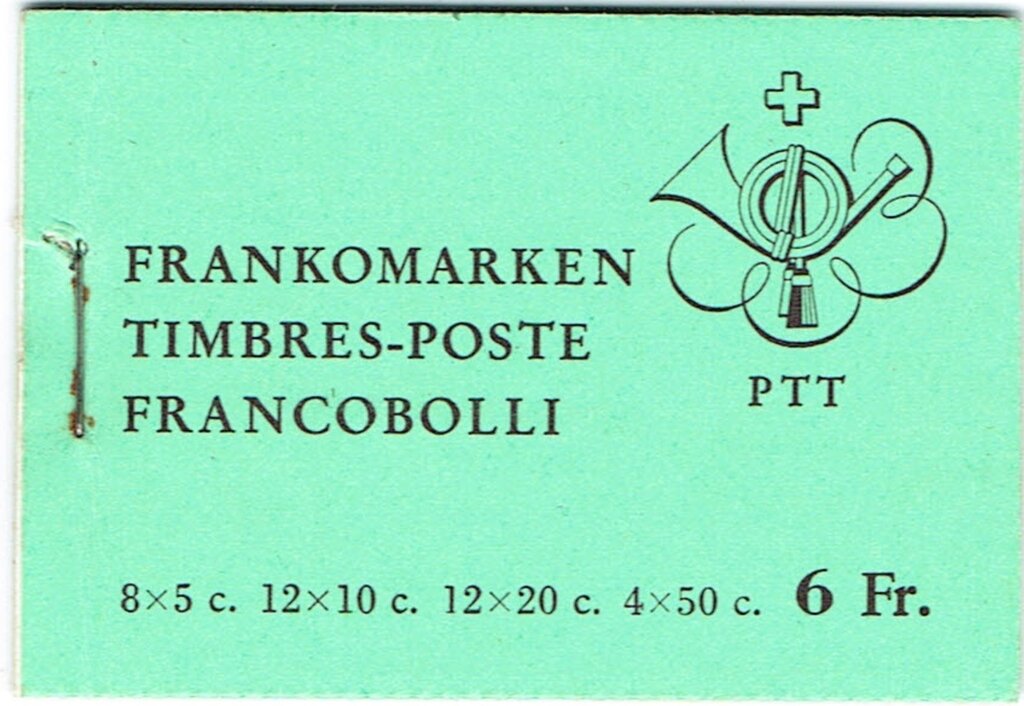 FRANKOMARKEN
TIMBRES-POSTE
FRANCOBOLLI
PTT
8×5 c. 12×10 c. 12×20 c. 4×50 c. 6 Fr.